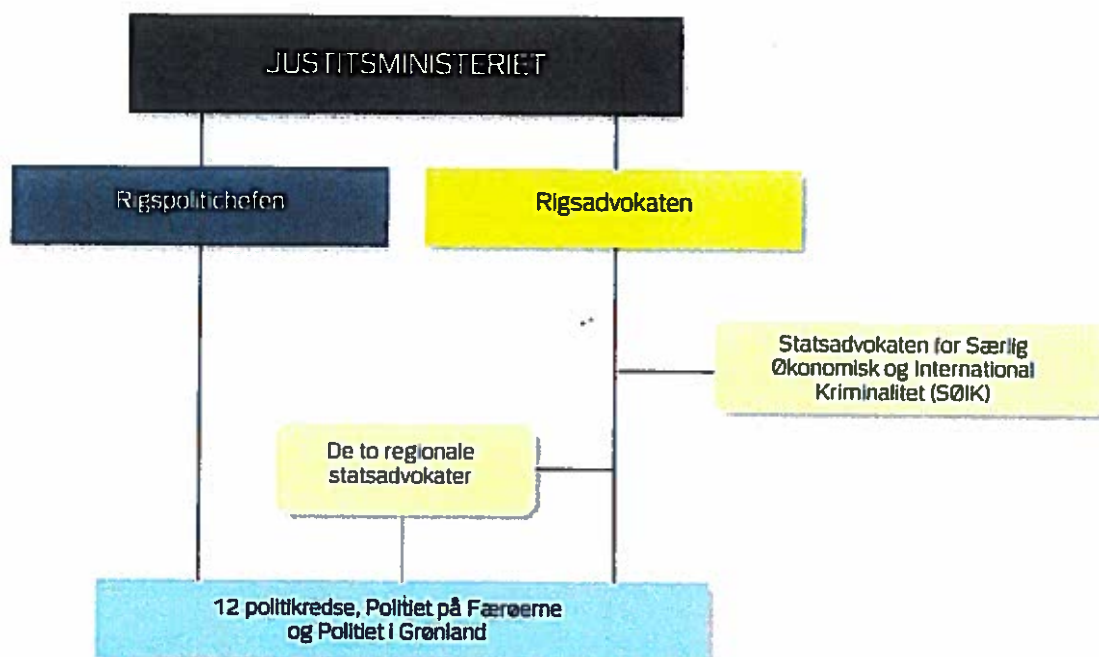 JUSTITSMINISTERIET
Rigspolitichefen
Rigsadvokaten
Statsadvokaten for Særlig
Økonomisk og International
Kriminalitet (SØIK)
De to regionale
statsadvokater
12 politikredse, Politiet på Færøerne
og Politiet i Grønland